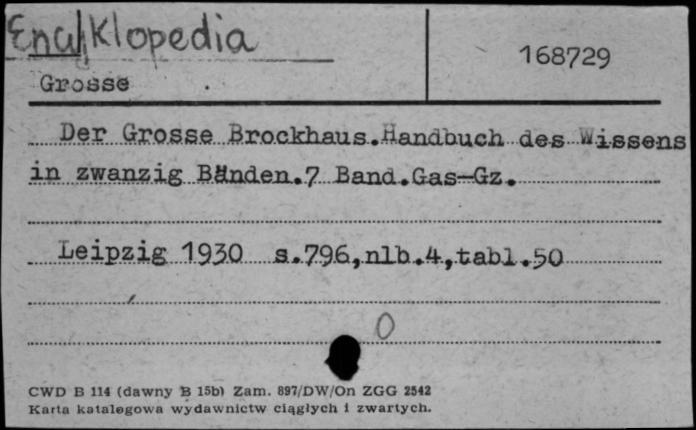 Encyklopedia
168729
Grosse
Der Grosse Brockhaus.Handbuch des Wissens
in zwanzig Bänden.7 Band.Gas-Gz.
Leipzig 1930 s.796,nlb.4,tabl.50
0
CWD B 114 (dawny B 15b) Zam. 897/DW/On ZGG 2542
Karta katalogowa wydawnictw ciągłych i zwartych.